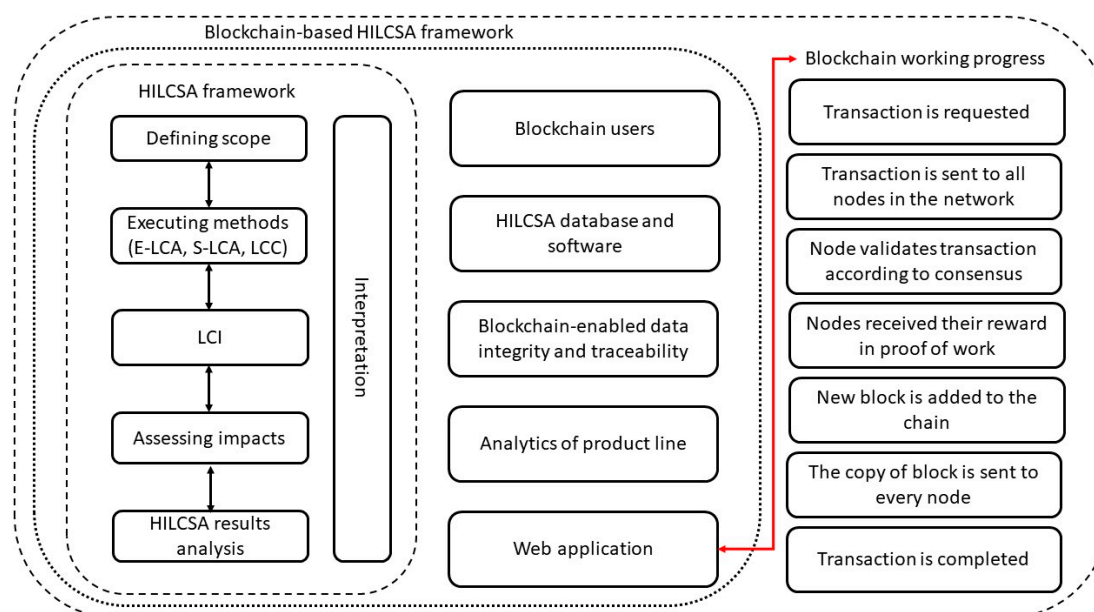 Blockchain-based HILCSA framework
HILCSA framework
Defining scope
Executing methods
(E-LCA, S-LCA, LCC)
LCI
Assessing impacts
HILCSA results
analysis
Interpretation
Blockchain users
HILCSA database and
software
Blockchain-enabled data
integrity and traceability
Analytics of product line
Web application
Blockchain working progress
Transaction is requested
Transaction is sent to all
nodes in the network
Node validates transaction
according to consensus
Nodes received their reward
in proof of work
New block is added to the
chain
The copy of block is sent to
every node
Transaction is completed